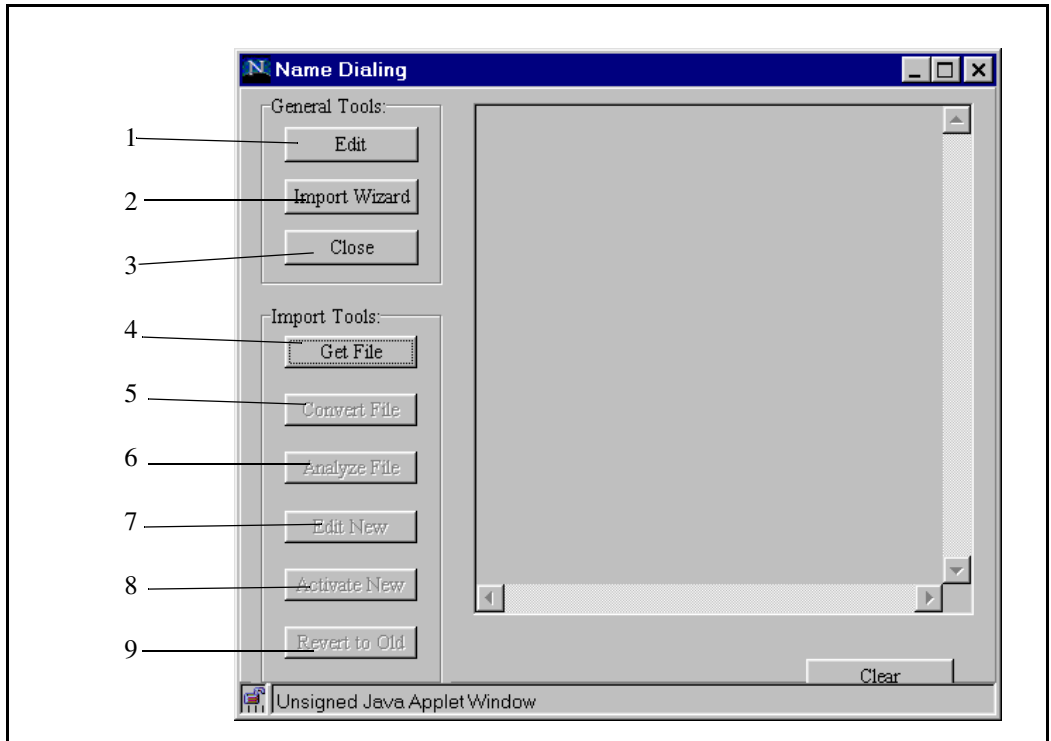 N Name Dialing
General Tools:
1 Edit
2 Import Wizard
3 Close
Import Tools:
4 Get File
5 Convert File
6 Analyze File
7 Edit New
8 Activate New
9 Revert to Old
Clear
Unsigned Java Applet Window